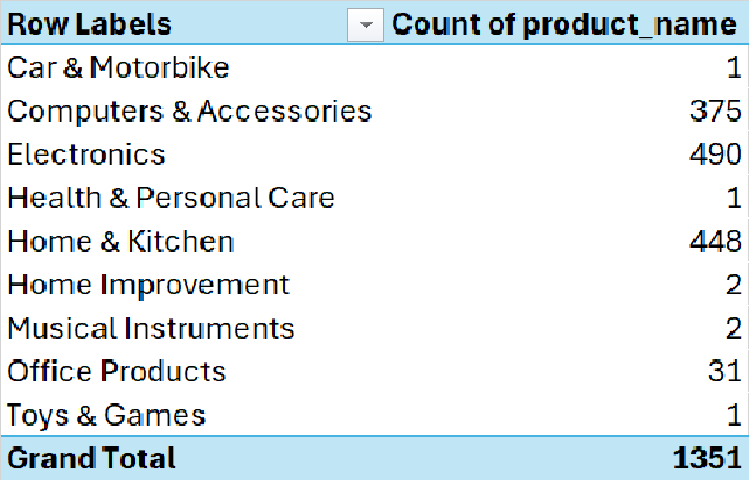 Row Labels Count of product_name
Car & Motorbike 1
Computers & Accessories 375
Electronics 490
Health & Personal Care 1
Home & Kitchen 448
Home Improvement 2
Musical Instruments 2
Office Products 31
Toys & Games 1
Grand Total 1351